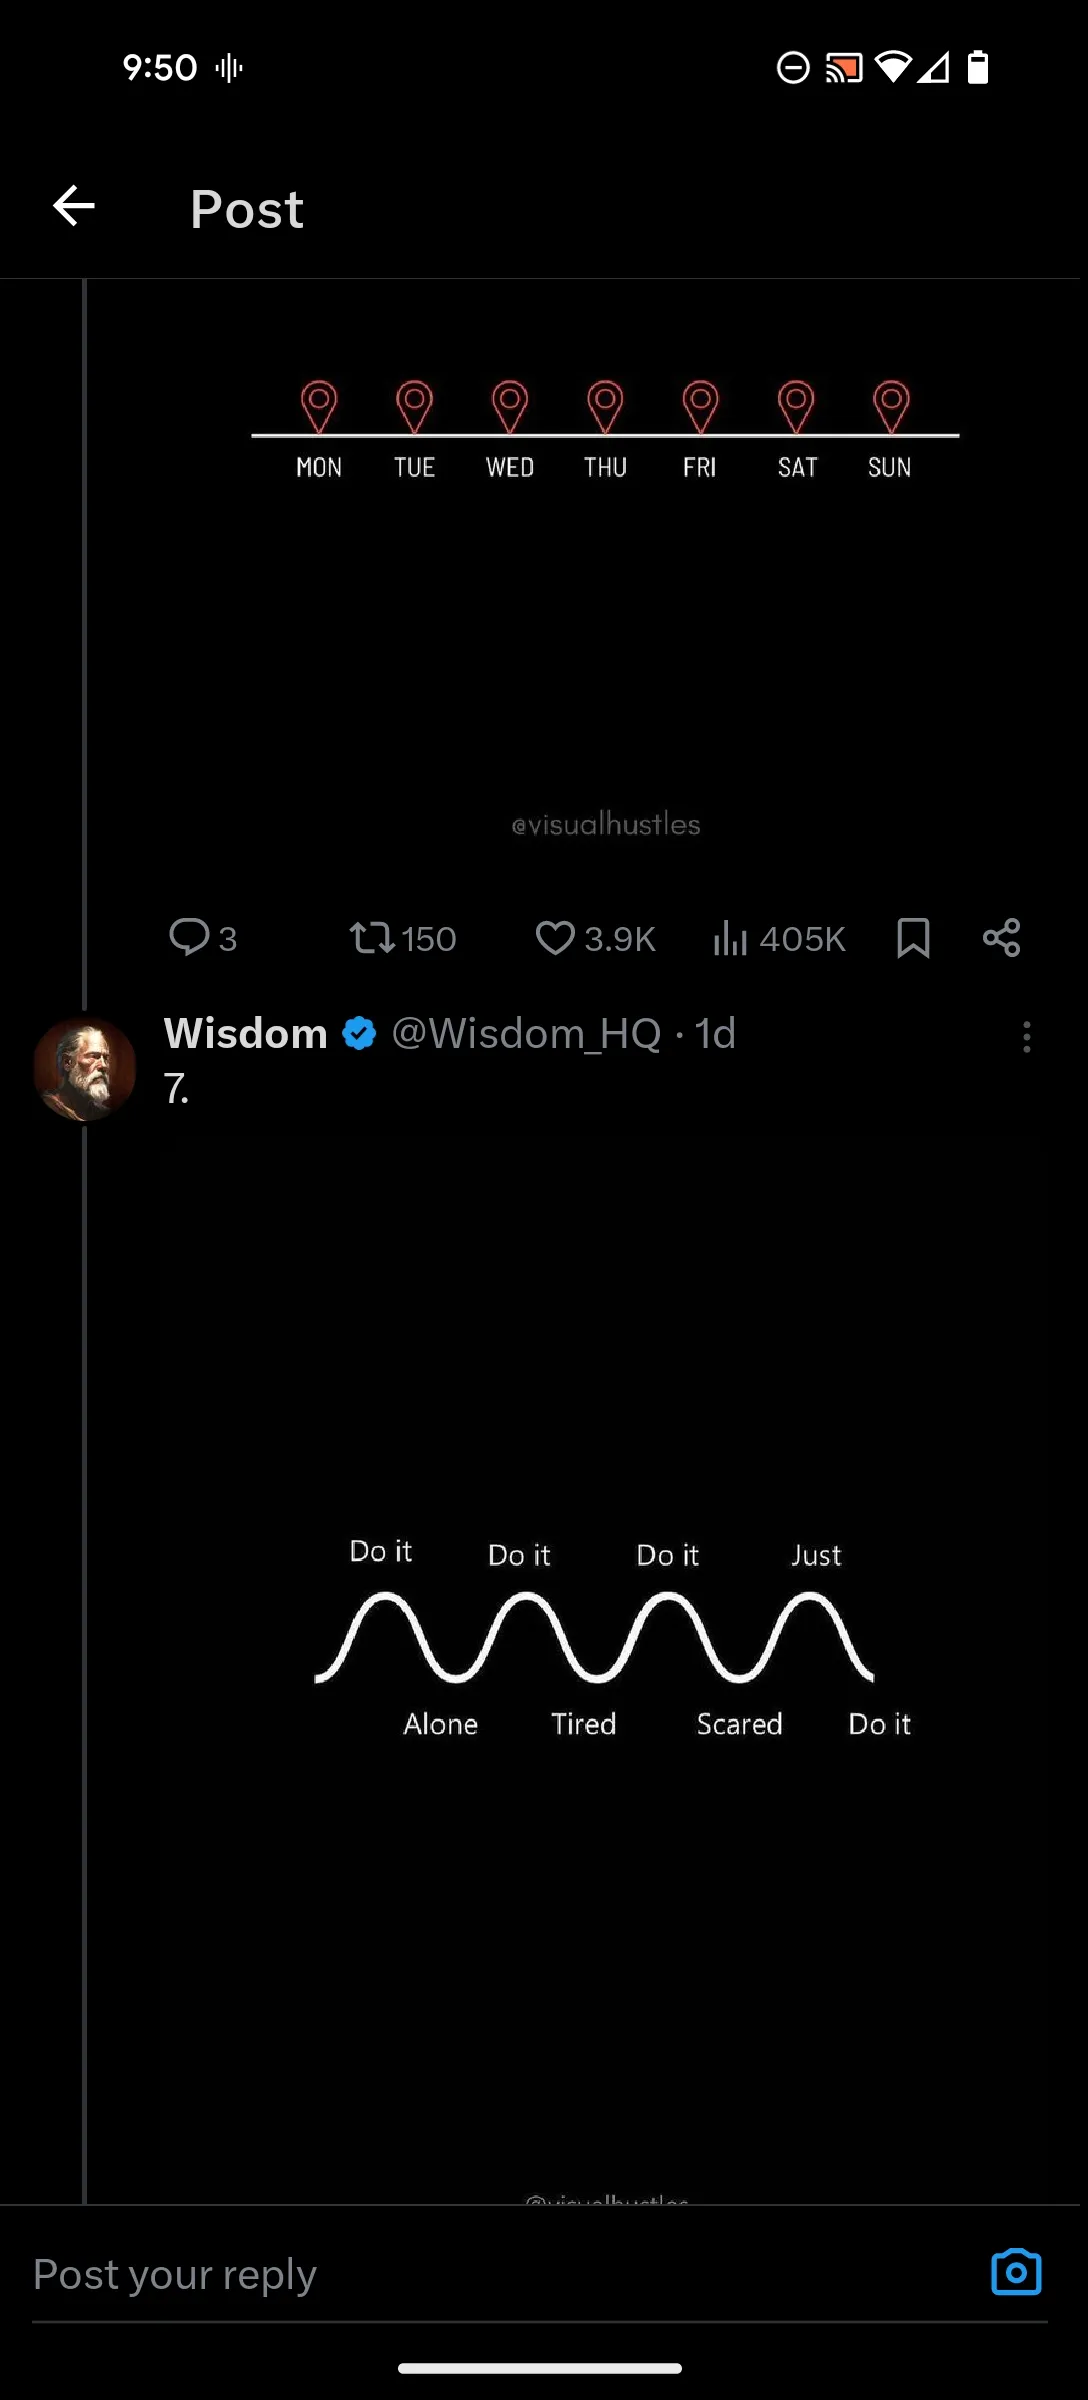 9:50
Post
MON TUE WED THU FRI SAT SUN
@visualhustles
3 150 3.9K 405K
Wisdom @Wisdom_HQ · 1d
7.
Do it Do it Do it Just
Alone Tired Scared Do it
@visualhustles
Post your reply